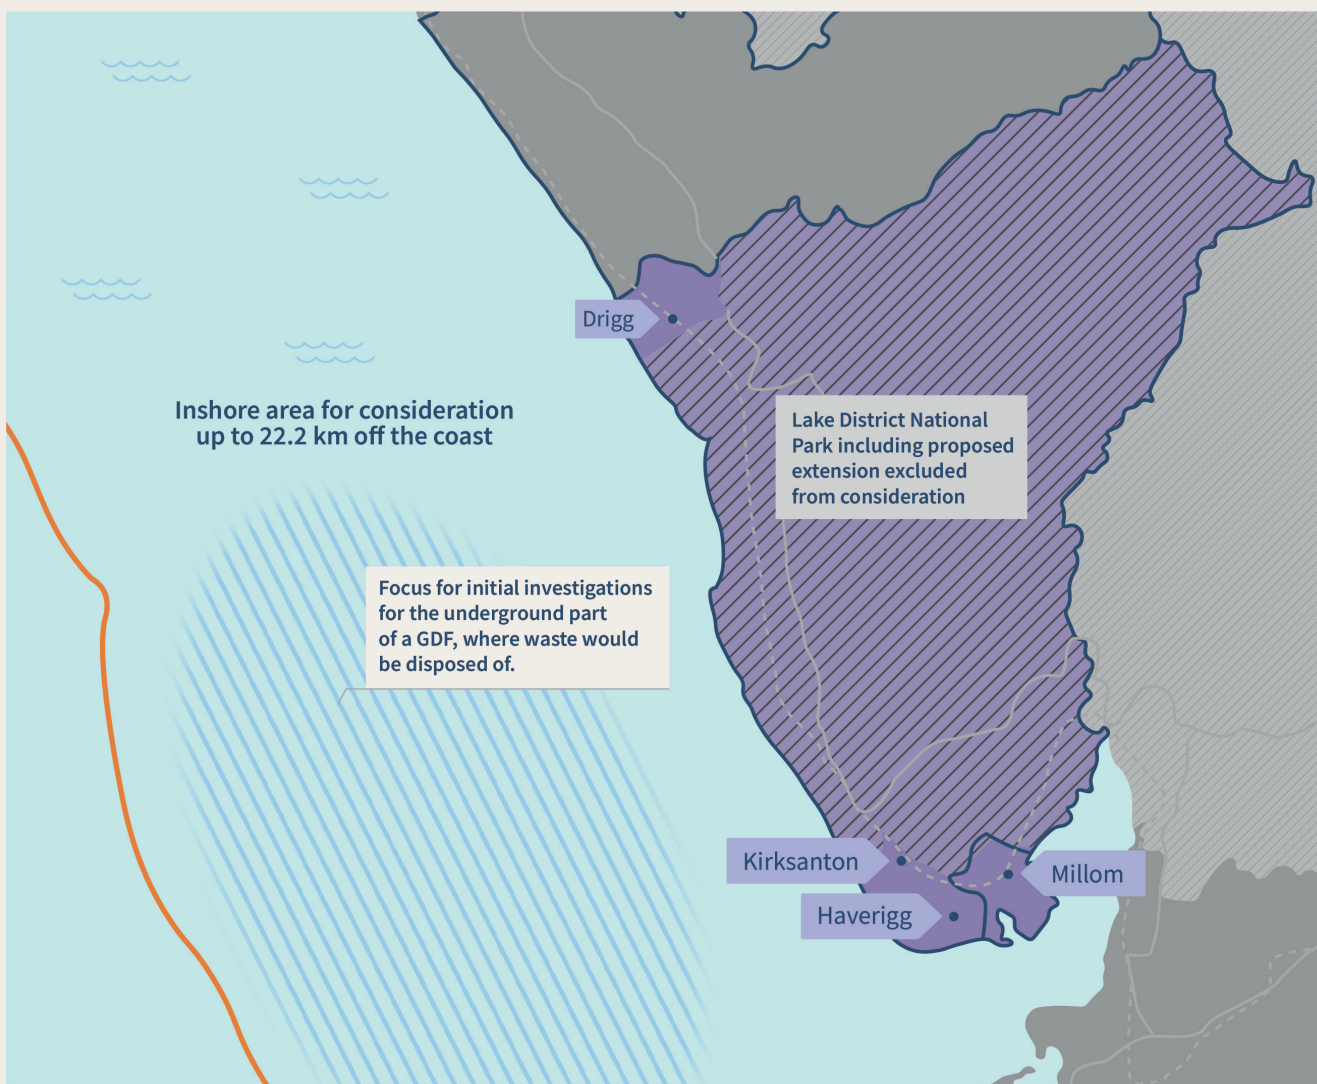 Drigg
Inshore area for consideration
up to 22.2 km off the coast
Lake District National
Park including proposed
extension excluded
from consideration
Focus for initial investigations
for the underground part
of a GDF, where waste would
be disposed of.
Kirksanton
Millom
Haverigg